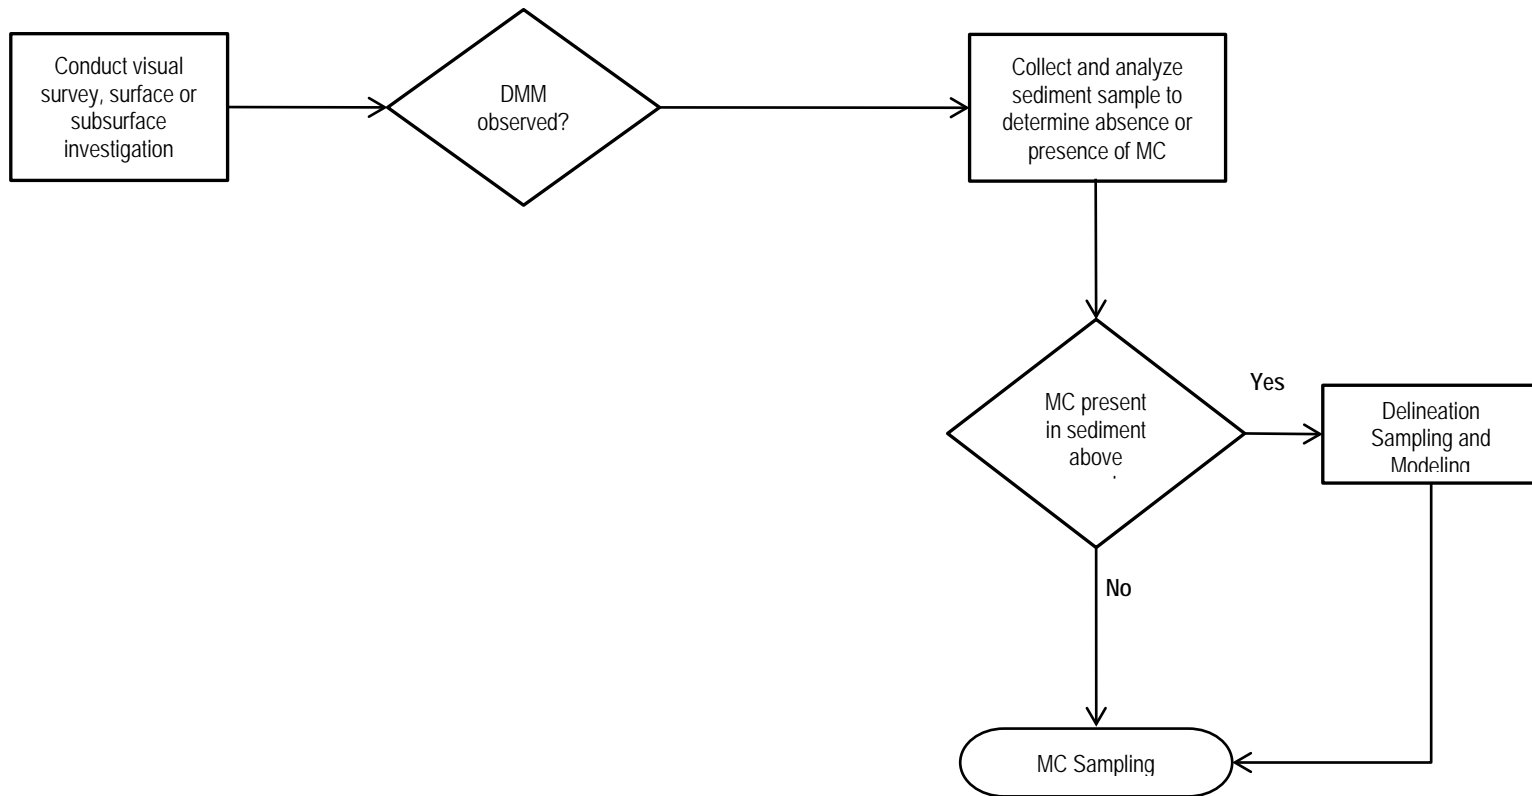 Conduct visual
survey, surface or
subsurface
investigation
DMM
observed?
Collect and analyze
sediment sample to
determine absence or
presence of MC
MC present
in sediment
above
Yes
Delineation
Sampling and
Modeling
No
MC Sampling